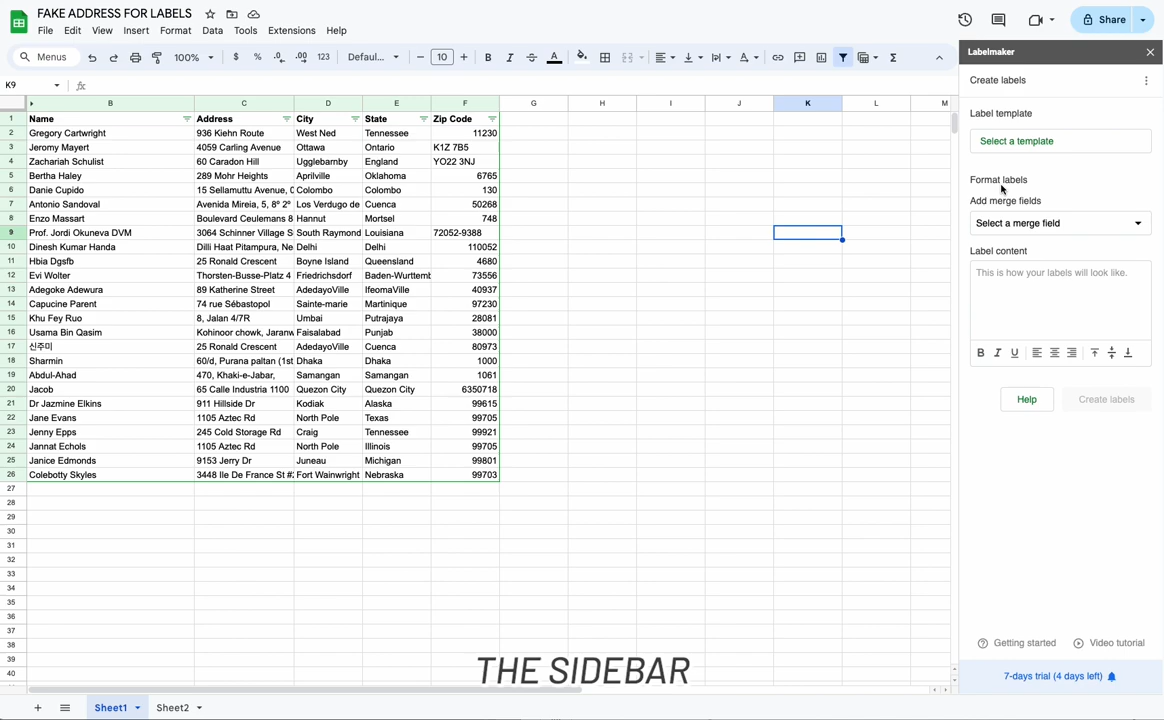 FAKE ADDRESS FOR LABELS
File Edit View Insert Format Data Tools Extensions Help
Share
Menus 100% $ % .0 .00 123 Defaul... 10 B I A
K9 fx
B C D E F G H I J K L M
1 Name Address City State Zip Code
2 Gregory Cartwright 936 Kiehn Route West Ned Tennessee 11230
3 Jeromy Mayert 4059 Carling Avenue Ottawa Ontario K1Z 7B5
4 Zachariah Schulist 60 Caradon Hill Ugglebarnby England YO22 3NJ
5 Bertha Haley 289 Mohr Heights Aprilville Oklahoma 6765
6 Danie Cupido 15 Sellamuttu Avenue, C Colombo Colombo 130
7 Antonio Sandoval Avenida Mireia, 5, 8º 2º Los Verdugo de Cuenca 50268
8 Enzo Massart Boulevard Ceulemans 8 Hannut Mortsel 748
9 Prof. Jordi Okuneva DVM 3064 Schinner Village S South Raymond Louisiana 72052-9388
10 Dinesh Kumar Handa Dilli Haat Pitampura, Ne Delhi Delhi 110052
11 Hbia Dgsfb 25 Ronald Crescent Boyne Island Queensland 4680
12 Evi Wolter Thorsten-Busse-Platz 4 Friedrichsdorf Baden-Wurttemb 73556
13 Adegoke Adewura 89 Katherine Street AdedayoVille IfeomaVille 40937
14 Capucine Parent 74 rue Sébastopol Sainte-marie Martinique 97230
15 Khu Fey Ruo 8, Jalan 4/7R Umbai Putrajaya 28081
16 Usama Bin Qasim Kohinoor chowk, Jaranw Faisalabad Punjab 38000
17 신주미 25 Ronald Crescent AdedayoVille Cuenca 80973
18 Sharmin 60/d, Purana paltan (1st Dhaka Dhaka 1000
19 Abdul-Ahad 470, Khaki-e-Jabar, Samangan Samangan 1061
20 Jacob 65 Calle Industria 1100 Quezon City Quezon City 6350718
21 Dr Jazmine Elkins 911 Hillside Dr Kodiak Alaska 99615
22 Jane Evans 1105 Aztec Rd North Pole Texas 99705
23 Jenny Epps 245 Cold Storage Rd Craig Tennessee 99921
24 Jannat Echols 1105 Aztec Rd North Pole Illinois 99705
25 Janice Edmonds 9153 Jerry Dr Juneau Michigan 99801
26 Colebotty Skyles 3448 Ile De France St #2 Fort Wainwright Nebraska 99703
27
28
29
30
31
32
33
34
35
36
37
38
39
40
Labelmaker
Create labels
Label template
Select a template
Format labels
Add merge fields
Select a merge field
Label content
This is how your labels will look like.
B I U
Help Create labels
Getting started Video tutorial
7-days trial (4 days left)
THE SIDEBAR
Sheet1 Sheet2